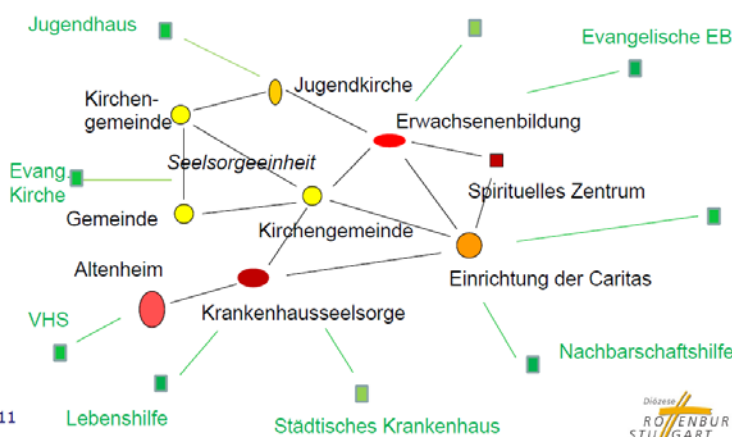 Jugendhaus
Evangelische EB
Jugendkirche
Kirchen-
gemeinde
Erwachsenenbildung
Seelsorgeeinheit
Evang.
Kirche
Spirituelles Zentrum
Gemeinde
Kirchengemeinde
Altenheim
Einrichtung der Caritas
Krankenhausseelsorge
VHS
Nachbarschaftshilfe
Lebenshilfe
Städtisches Krankenhaus
11
Diözese
ROTTENBUR
STUTTGART